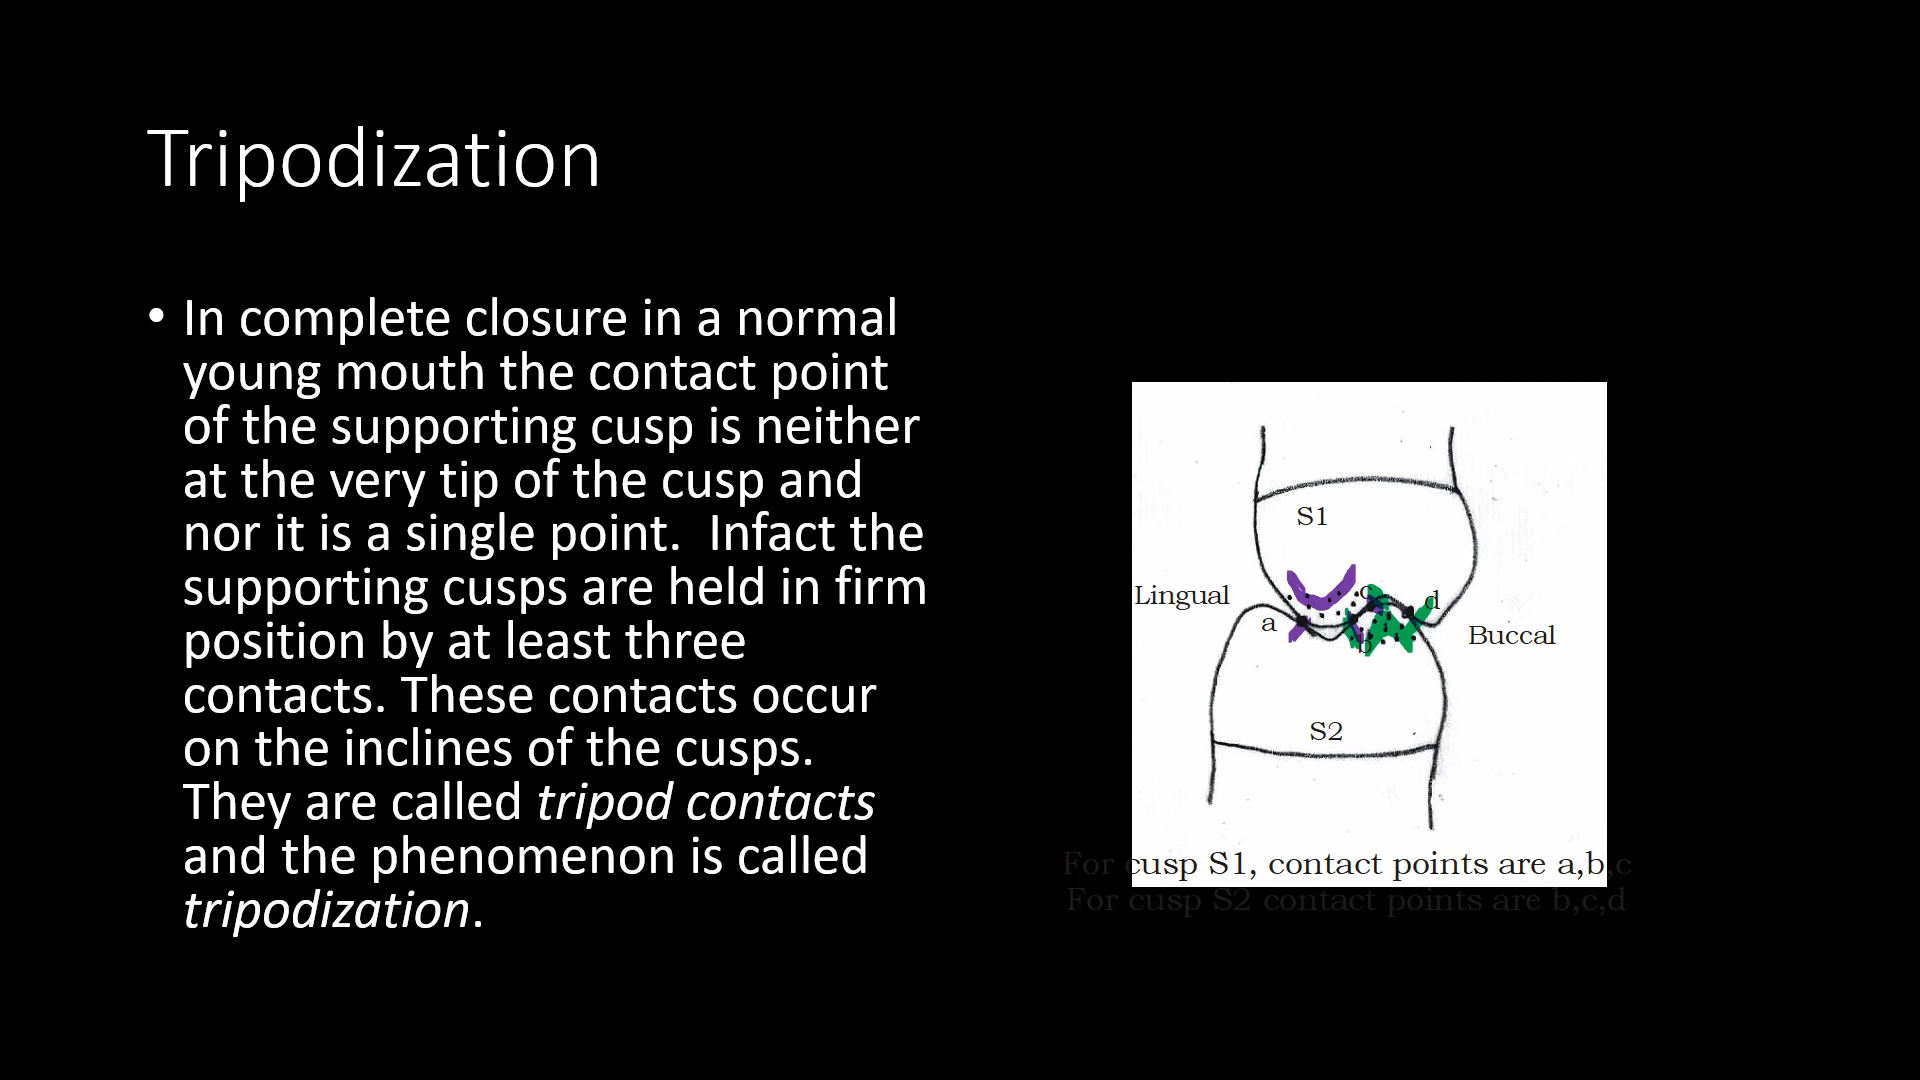 Tripodization
• In complete closure in a normal
young mouth the contact point
of the supporting cusp is neither
at the very tip of the cusp and
nor it is a single point.  Infact the
supporting cusps are held in firm
position by at least three
contacts. These contacts occur
on the inclines of the cusps.
They are called tripod contacts
and the phenomenon is called
tripodization.
S1
Lingual
c
d
a
Buccal
b
S2
For cusp S1, contact points are a,b,c
For cusp S2 contact points are b,c,d